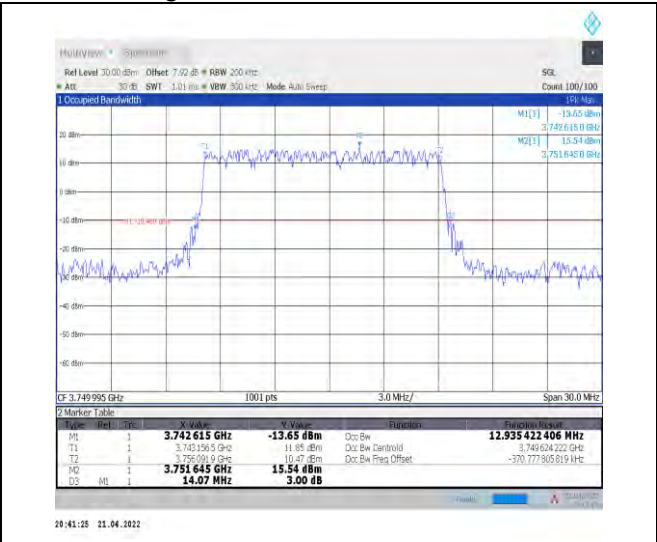 MultiView Spectrum
Ref Level 30.00 dBm Offset 7.92 dB RBW 200 kHz SGL
Att 30 dB SWT 1.01 ms VBW 500 kHz Mode Auto Sweep Count 100/100
1 Occupied Bandwidth 1Pk Max
M1[1] -13.65 dBm
3.742615 0 GHz
20 dBm M2[1] 15.54 dBm
3.751645 0 GHz
10 dBm
0 dBm
-10 dBm
-20 dBm
-30 dBm
-40 dBm
-50 dBm
-60 dBm
CF 3.749 995 GHz 1001 pts 3.0 MHz/ Span 30.0 MHz
2 Marker Table
Type Ref Trc X-Value Y-Value Function Function Result
M1 1 3.742 615 GHz -13.65 dBm Occ Bw 12.935 422 406 MHz
T1 1 3.743 156 5 GHz 11.85 dBm Occ Bw Centroid 3.749 624 222 GHz
T2 1 3.756 091 9 GHz 10.47 dBm Occ Bw Freq Offset -370.777 805 819 kHz
M2 1 3.751 645 GHz 15.54 dBm
D3 M1 1 14.07 MHz 3.00 dB
20:41:25 21.04.2022